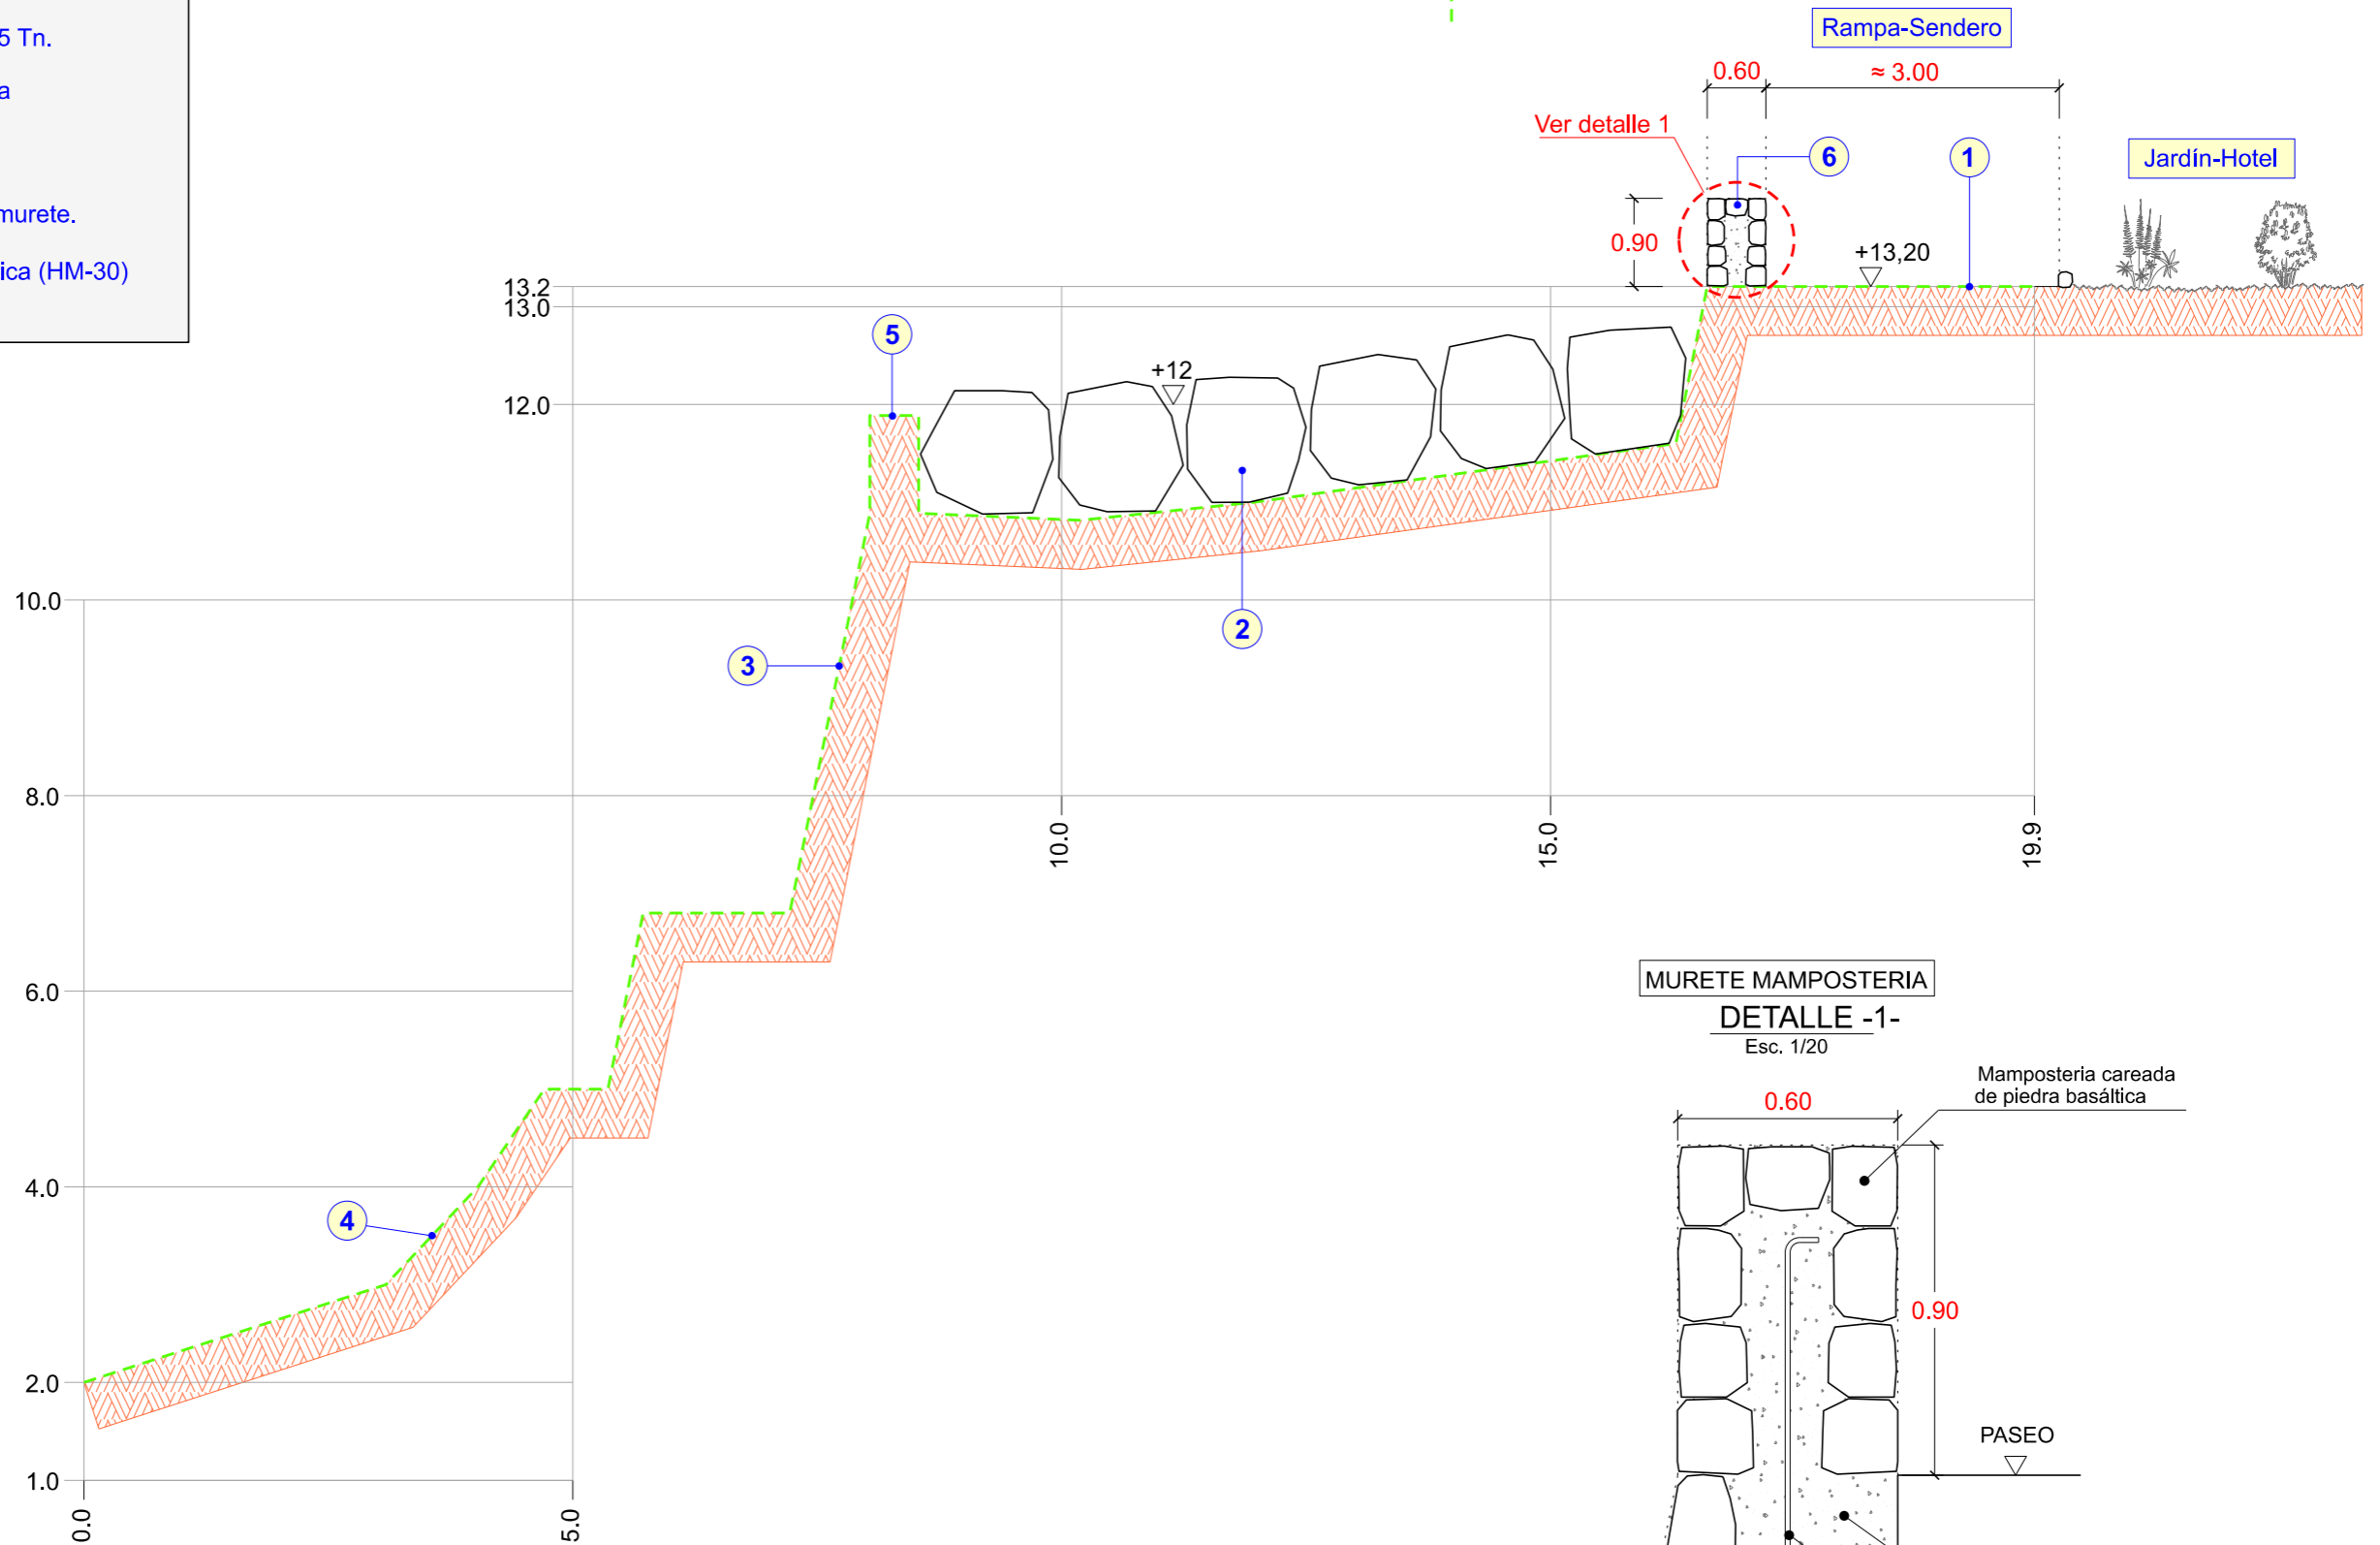 5 Tn.
a
murete.
ica (HM-30)
Rampa-Sendero
0.60
≈ 3.00
Ver detalle 1
6
1
Jardín-Hotel
0.90
+13,20
13.2
13.0
5
+12
12.0
10.0
2
3
8.0
10.0
15.0
19.9
6.0
MURETE MAMPOSTERIA
DETALLE -1-
Esc. 1/20
Mamposteria careada
de piedra basáltica
0.60
4.0
4
0.90
2.0
PASEO
1.0
0.0
5.0